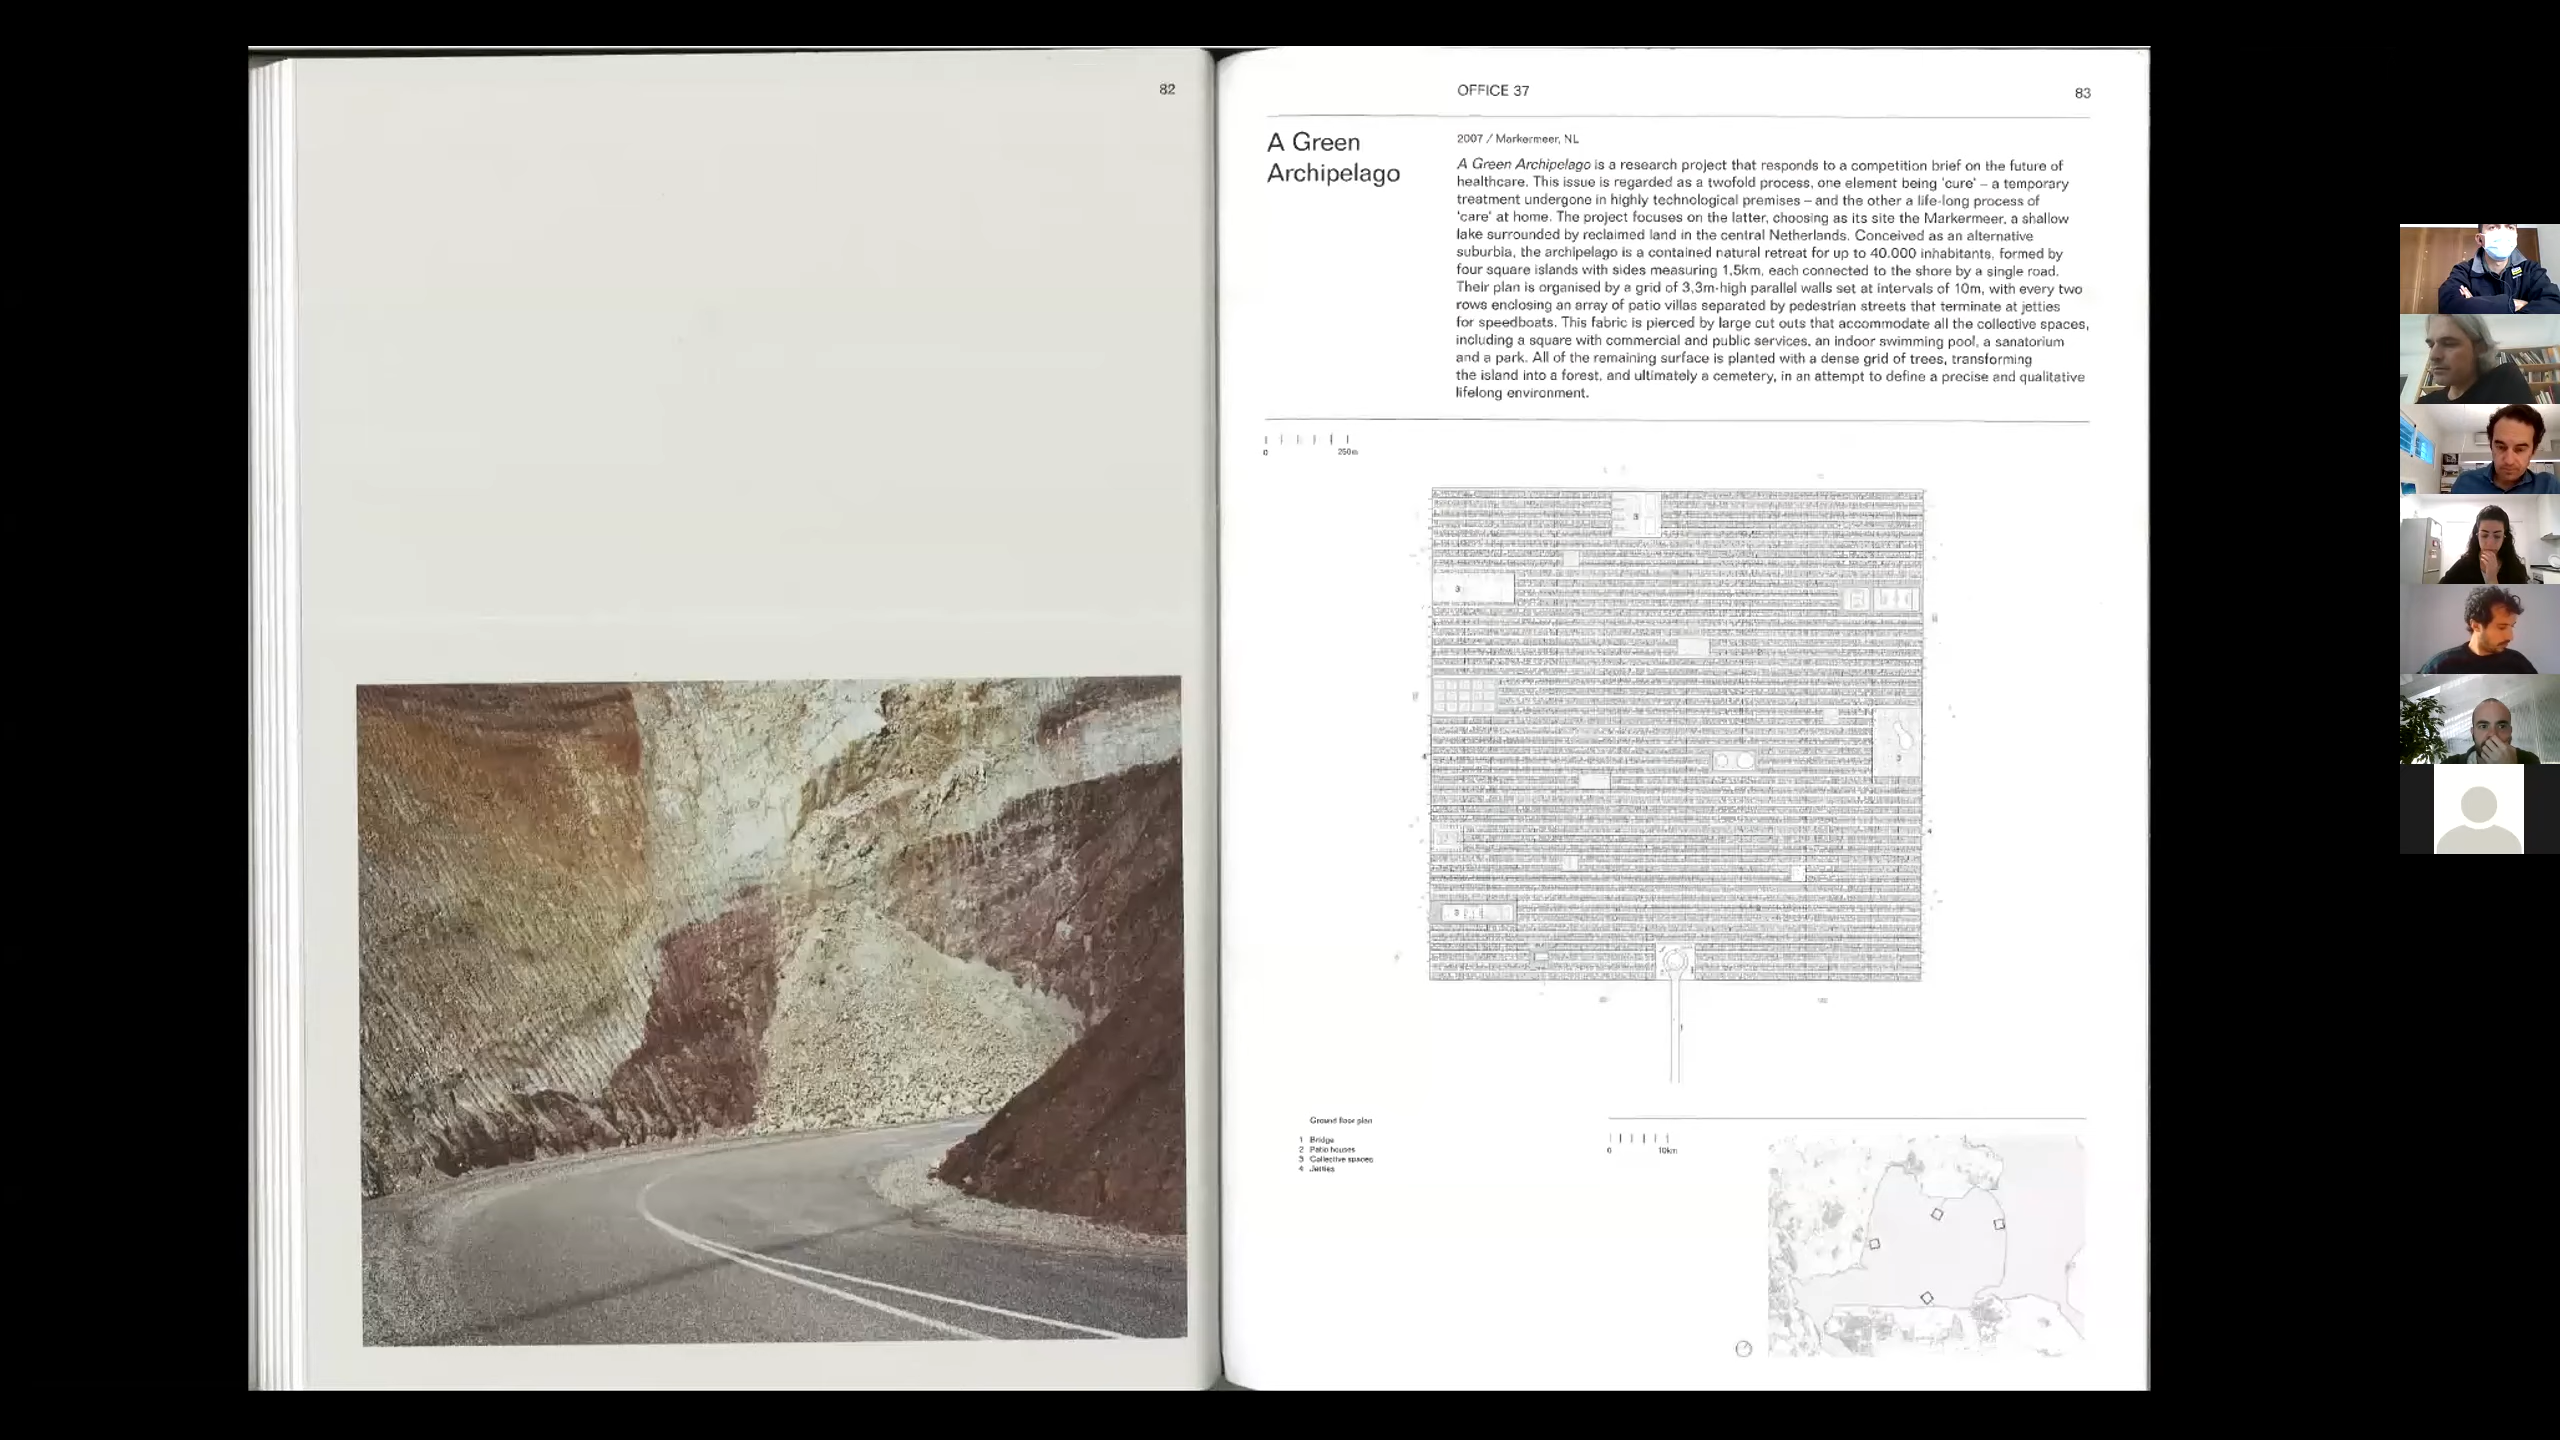 82
OFFICE 37
83
A Green
Archipelago
2007 / Markermeer, NL
A Green Archipelago is a research project that responds to a competition brief on the future of
healthcare. This issue is regarded as a twofold process, one element being 'cure' – a temporary
treatment undergone in highly technological premises – and the other a life-long process of
'care' at home. The project focuses on the latter, choosing as its site the Markermeer, a shallow
lake surrounded by reclaimed land in the central Netherlands. Conceived as an alternative
suburbia, the archipelago is a contained natural retreat for up to 40.000 inhabitants, formed by
four square islands with sides measuring 1,5km, each connected to the shore by a single road.
Their plan is organised by a grid of 3,3m-high parallel walls set at intervals of 10m, with every two
rows enclosing an array of patio villas separated by pedestrian streets that terminate at jetties
for speedboats. This fabric is pierced by large cut outs that accommodate all the collective spaces,
including a square with commercial and public services, an indoor swimming pool, a sanatorium
and a park. All of the remaining surface is planted with a dense grid of trees, transforming
the island into a forest, and ultimately a cemetery, in an attempt to define a precise and qualitative
lifelong environment.
0 250m
3
3
3
4
4
3
1
Ground floor plan
1 Bridge
2 Patio houses
3 Collective spaces
4 Jetties
0 10km